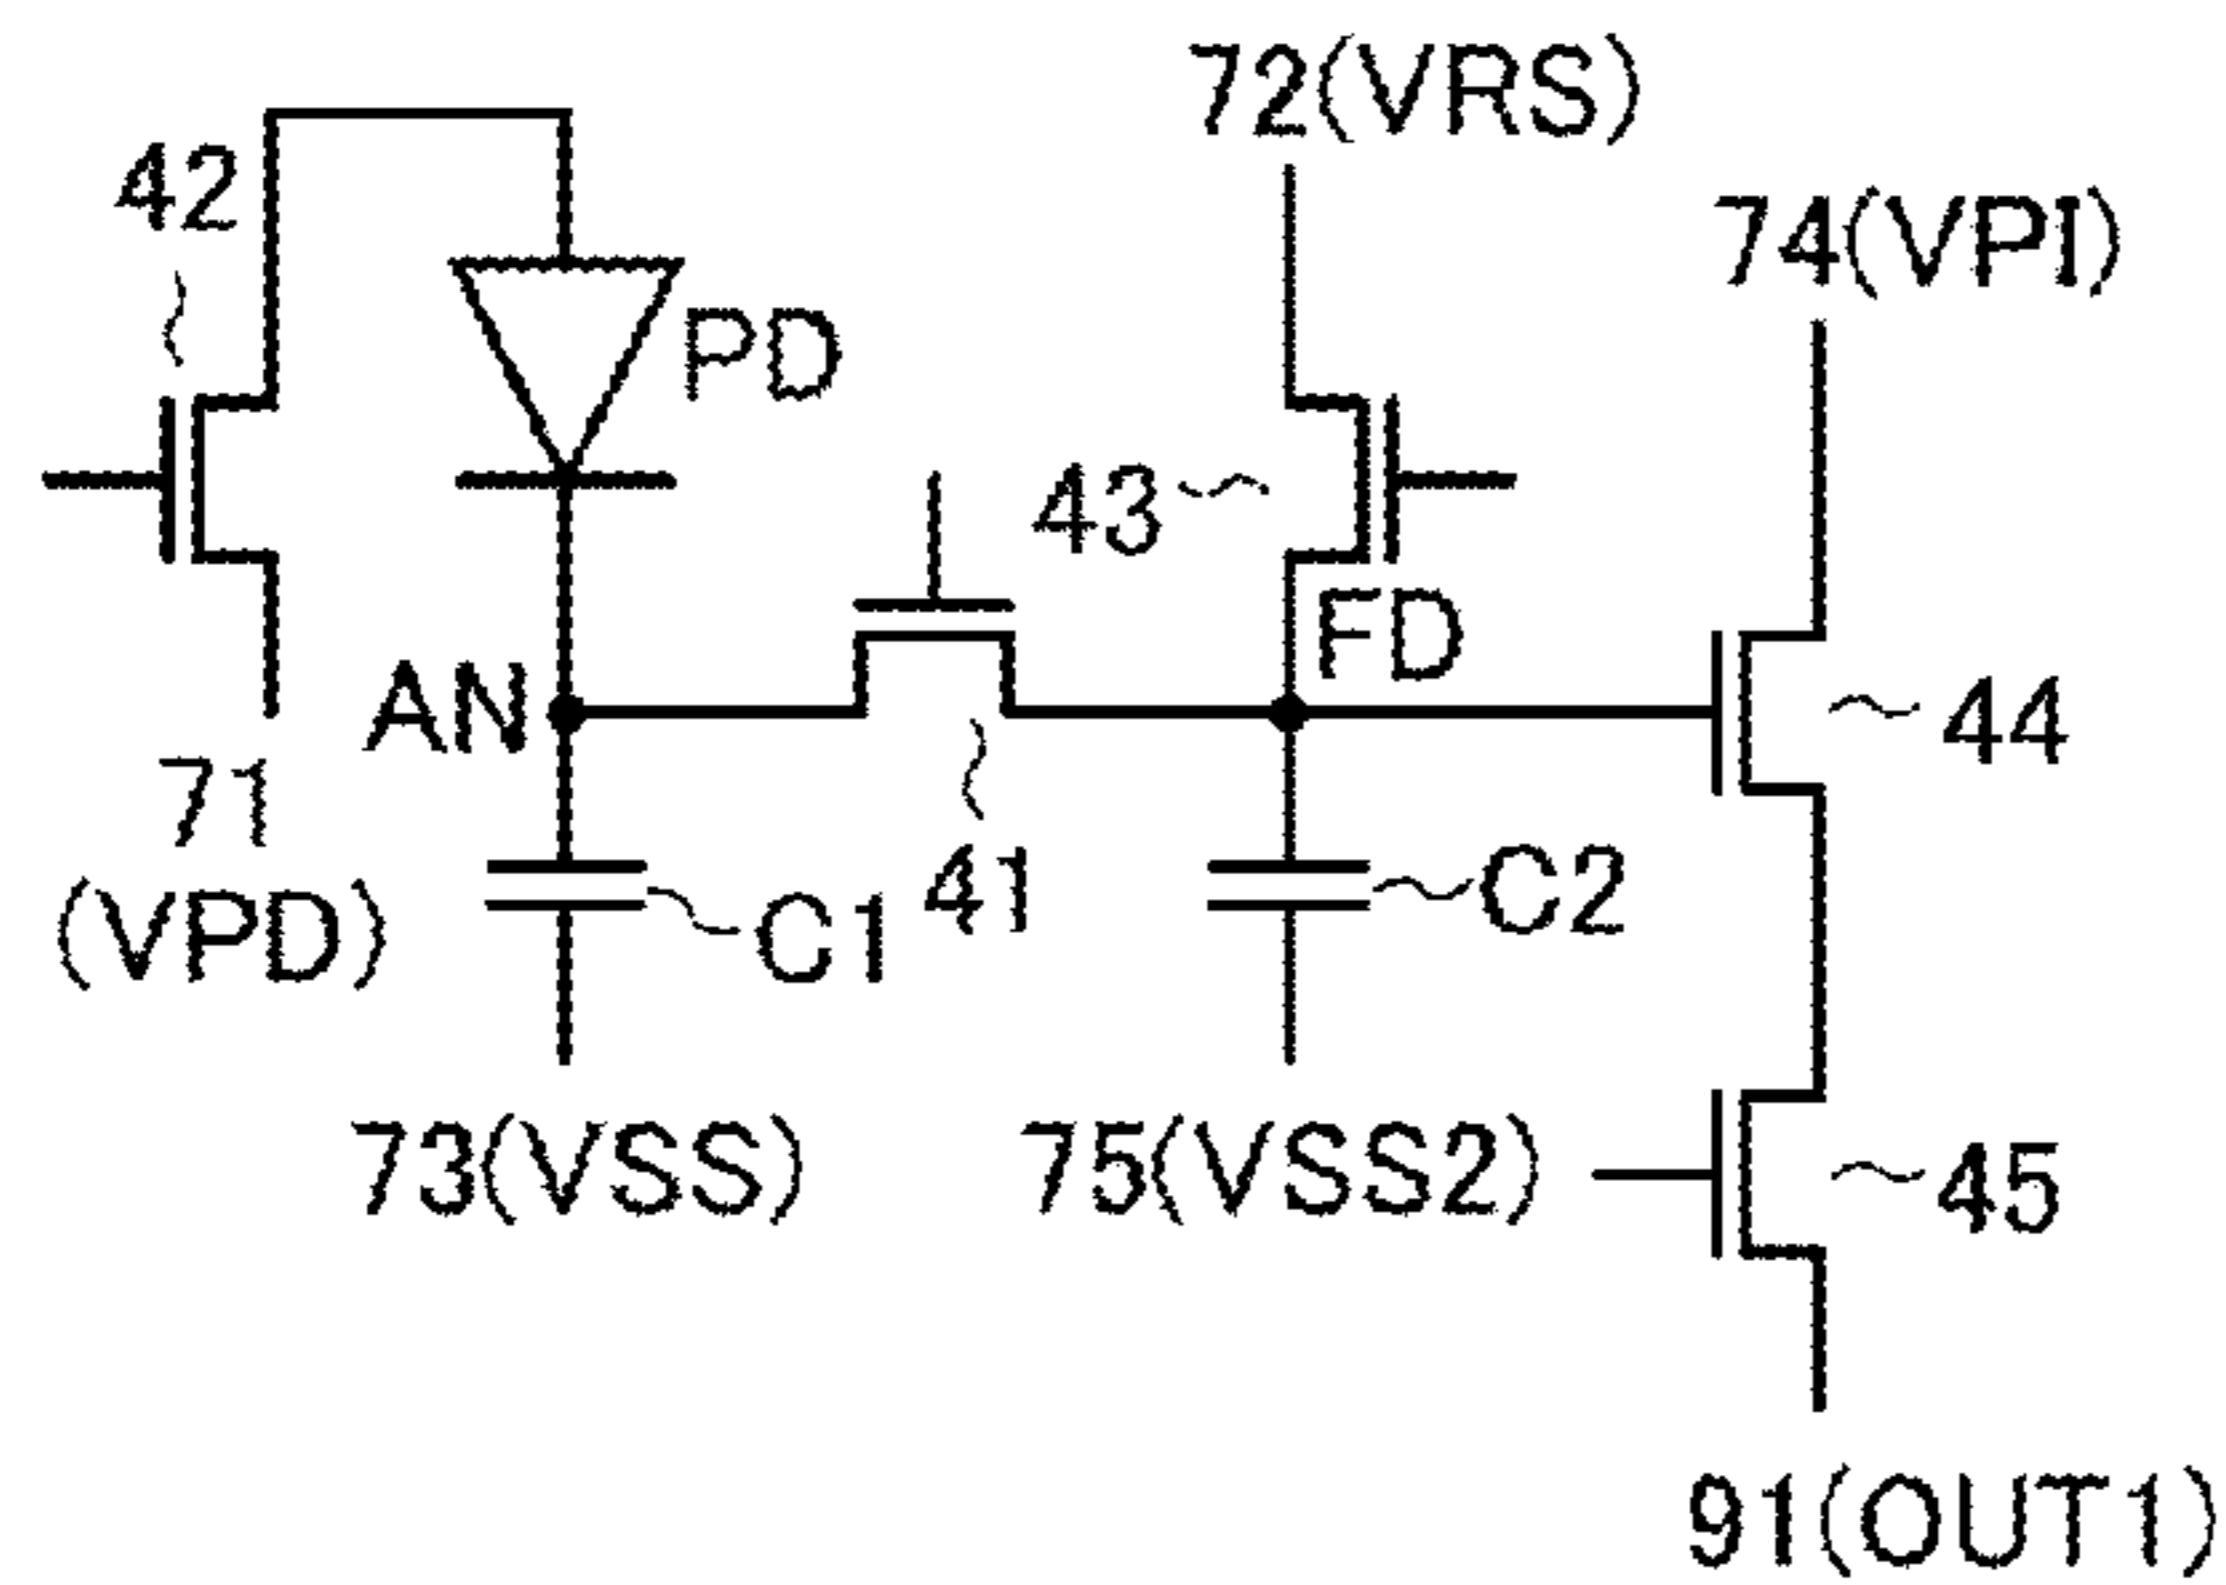 72(VRS)
42
74(VPI)
PD
43
FD
AN
44
71
(VPD)
41
C1
C2
73(VSS)
75(VSS2)
45
91(OUT1)